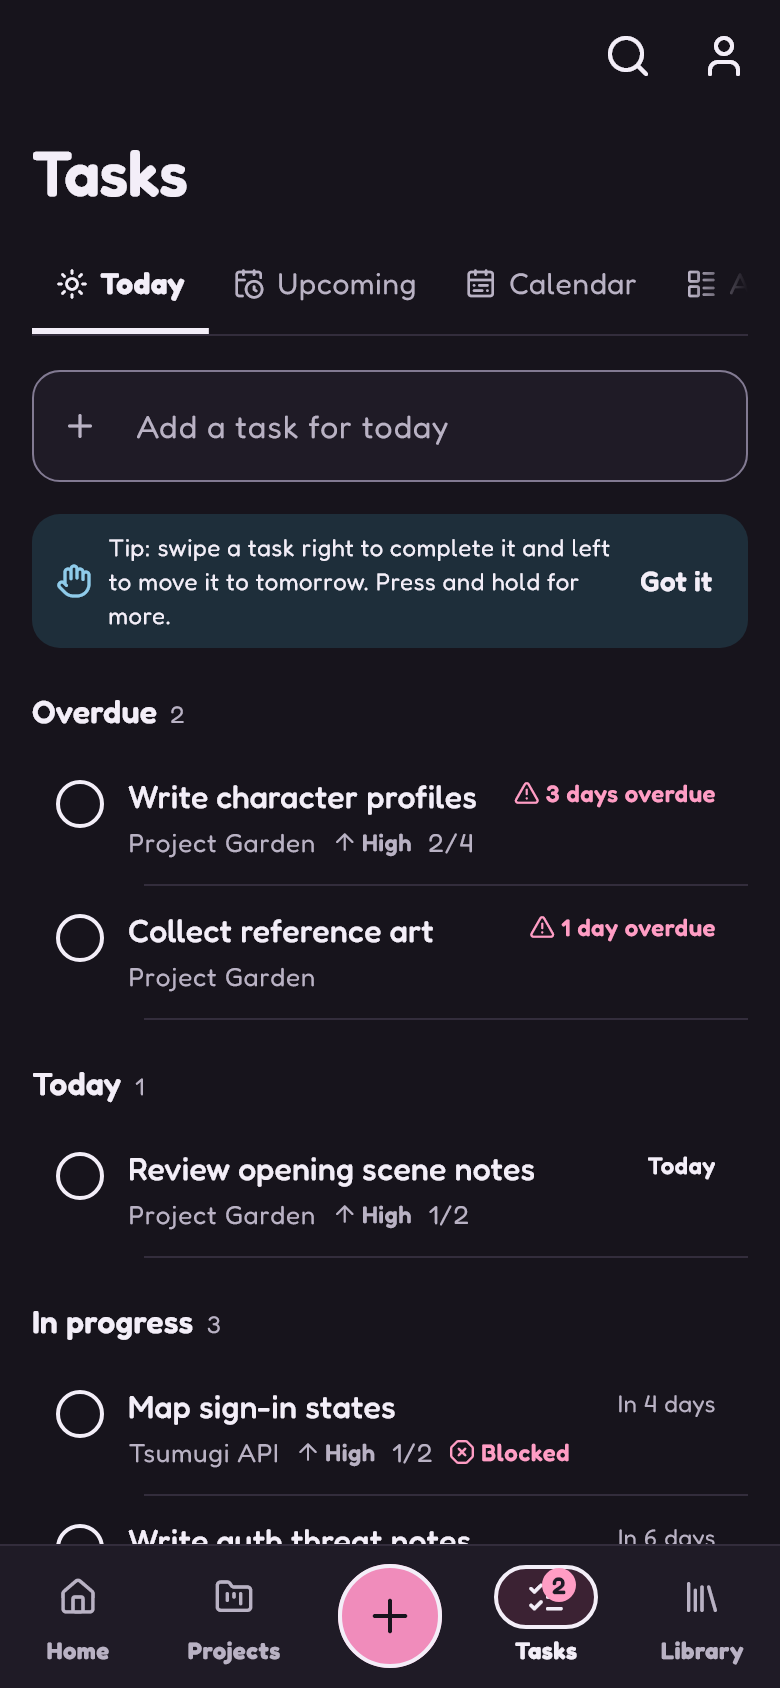 Tasks
Today
Upcoming
Calendar
Add a task for today
Tip: swipe a task right to complete it and left
to move it to tomorrow. Press and hold for
more.
Got it
Overdue 2
Write character profiles
3 days overdue
Project Garden
High
2/4
Collect reference art
1 day overdue
Project Garden
Today 1
Review opening scene notes
Today
Project Garden
High
1/2
In progress 3
Map sign-in states
In 4 days
Tsumugi API
High
1/2
Blocked
Write auth threat notes
In 6 days
2
Home
Projects
Tasks
Library